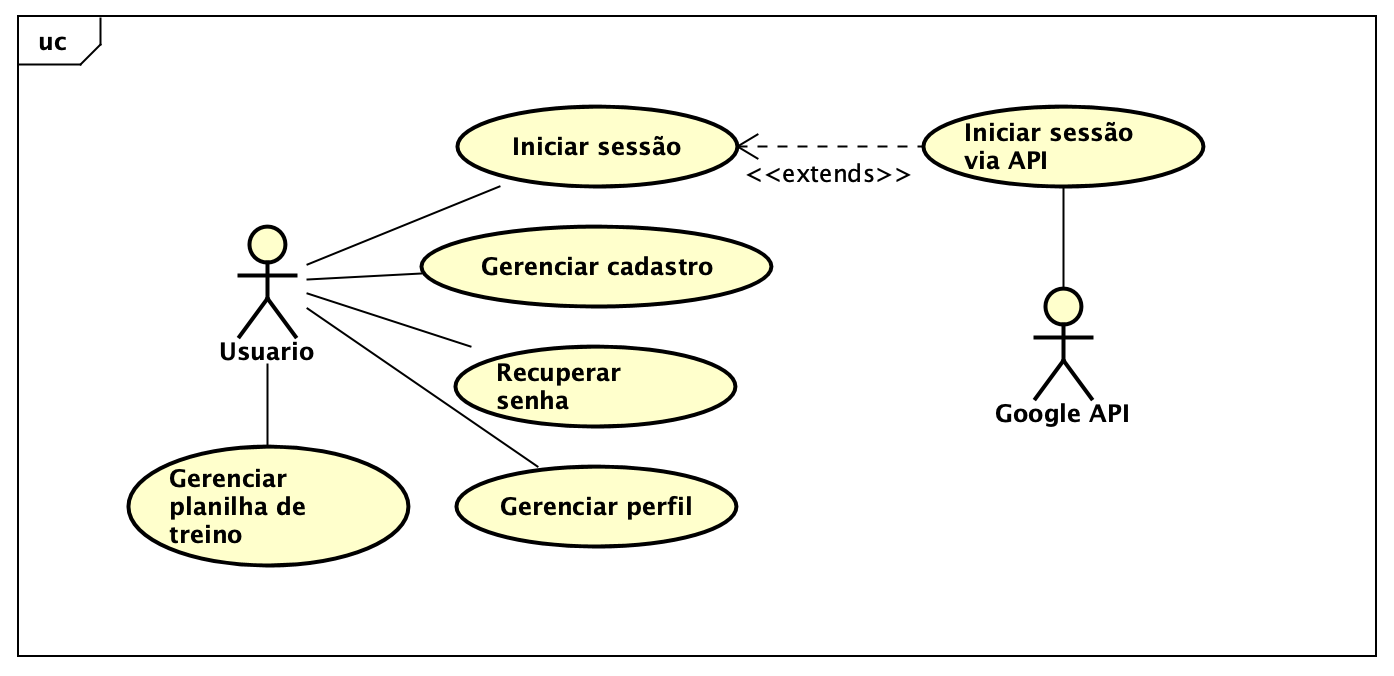 uc
Iniciar sessão
Iniciar sessão
via API
<<extends>>
Gerenciar cadastro
Usuario
Recuperar
senha
Google API
Gerenciar
planilha de
treino
Gerenciar perfil